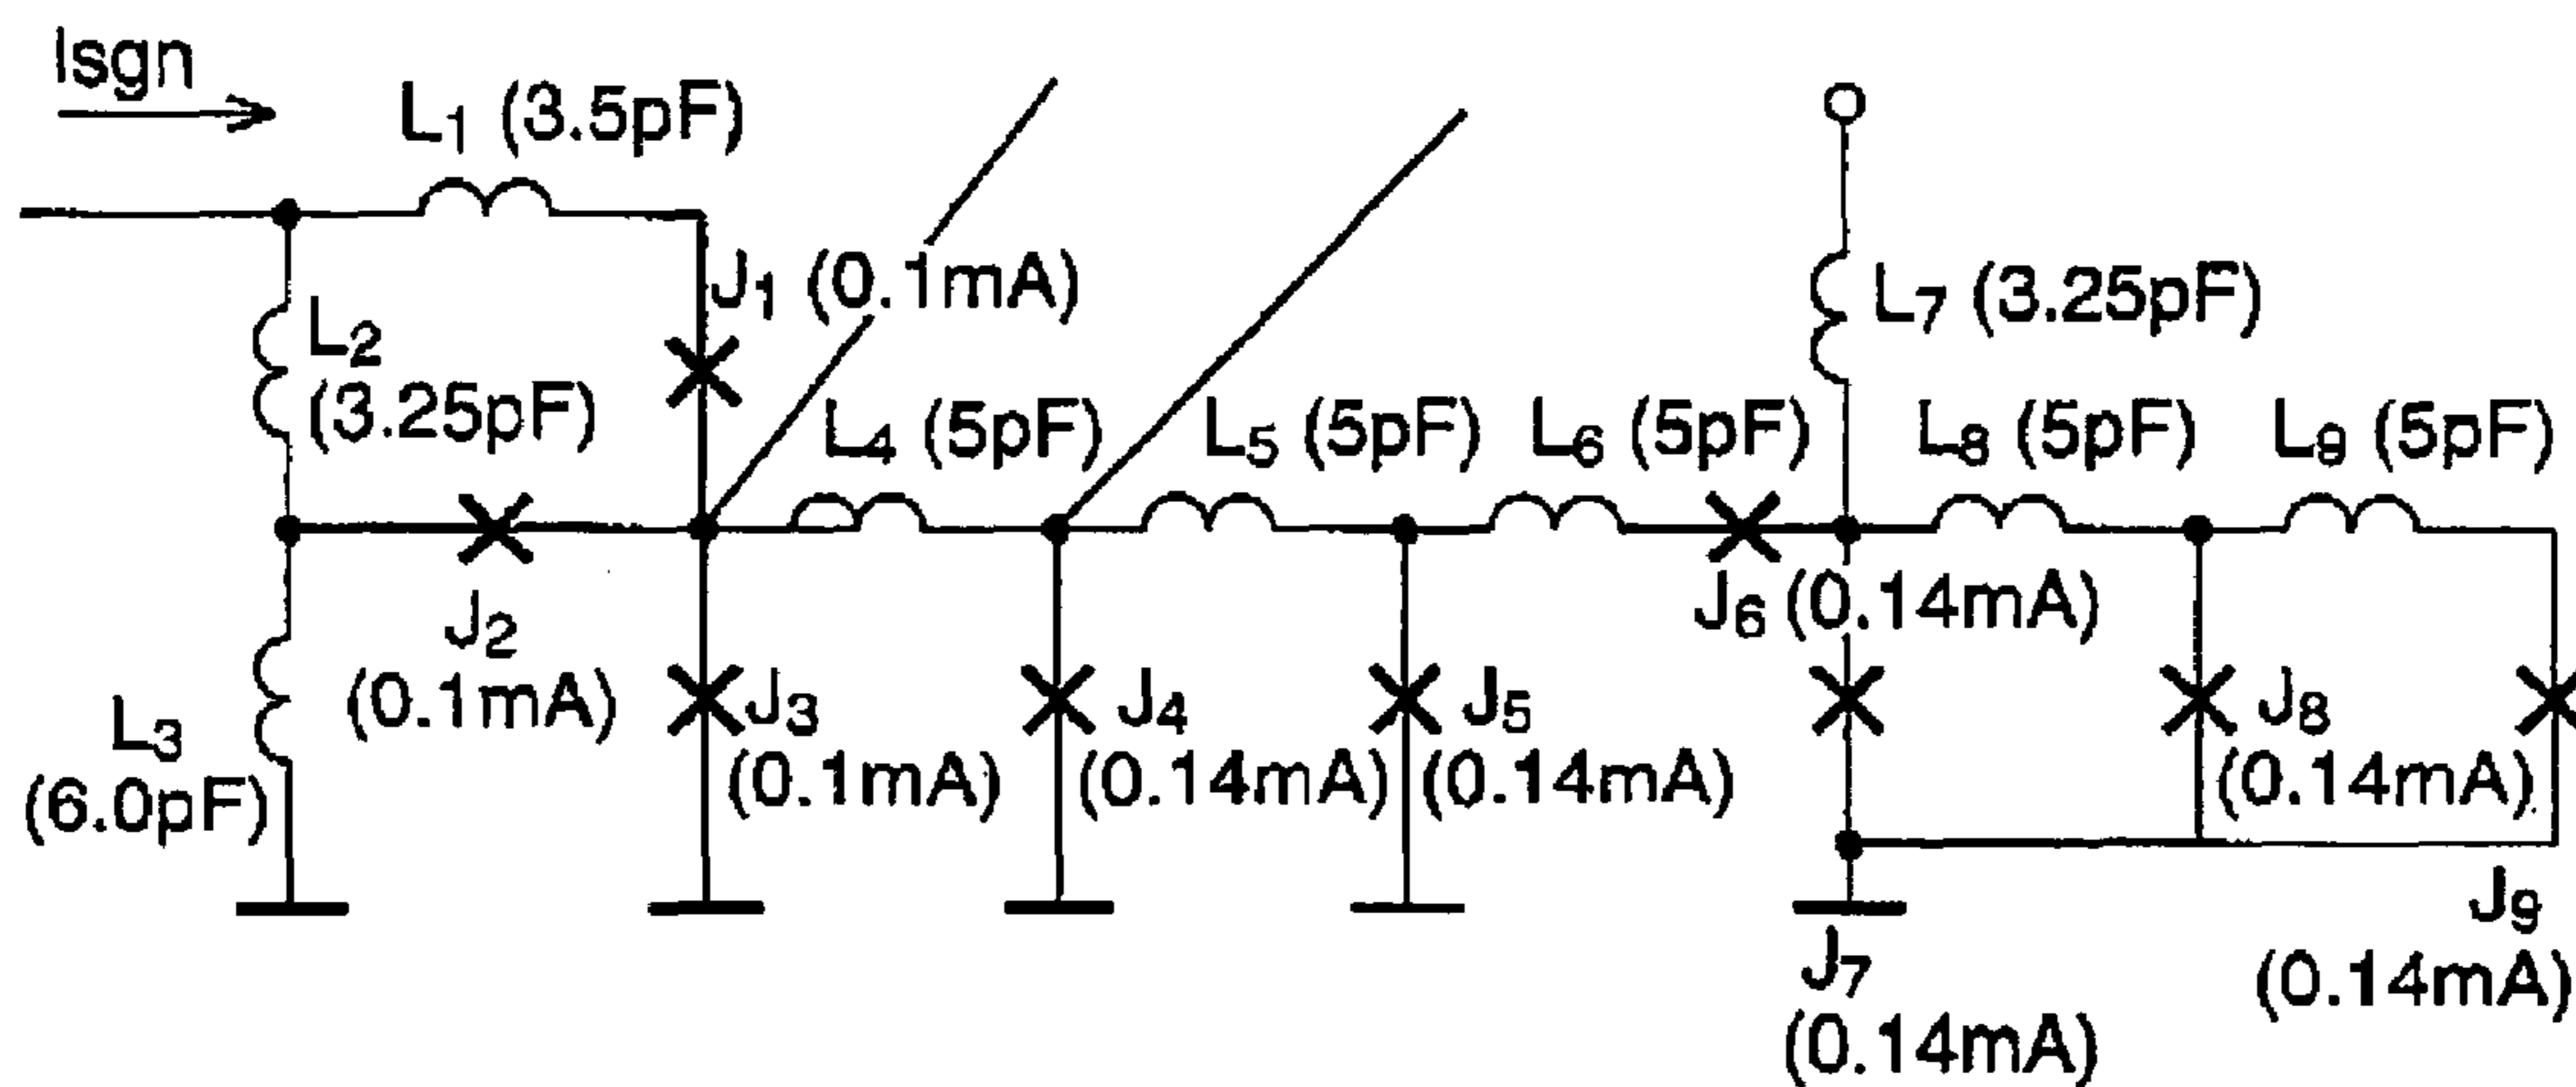 Isgn
L1 (3.5pF)
J1 (0.1mA)
L2
(3.25pF)
L7 (3.25pF)
L4 (5pF)
L5 (5pF)
L6 (5pF)
L8 (5pF)
L9 (5pF)
J2
(0.1mA)
J6 (0.14mA)
L3
(6.0pF)
J3
(0.1mA)
J4
(0.14mA)
J5
(0.14mA)
J8
(0.14mA)
J7
(0.14mA)
J9
(0.14mA)